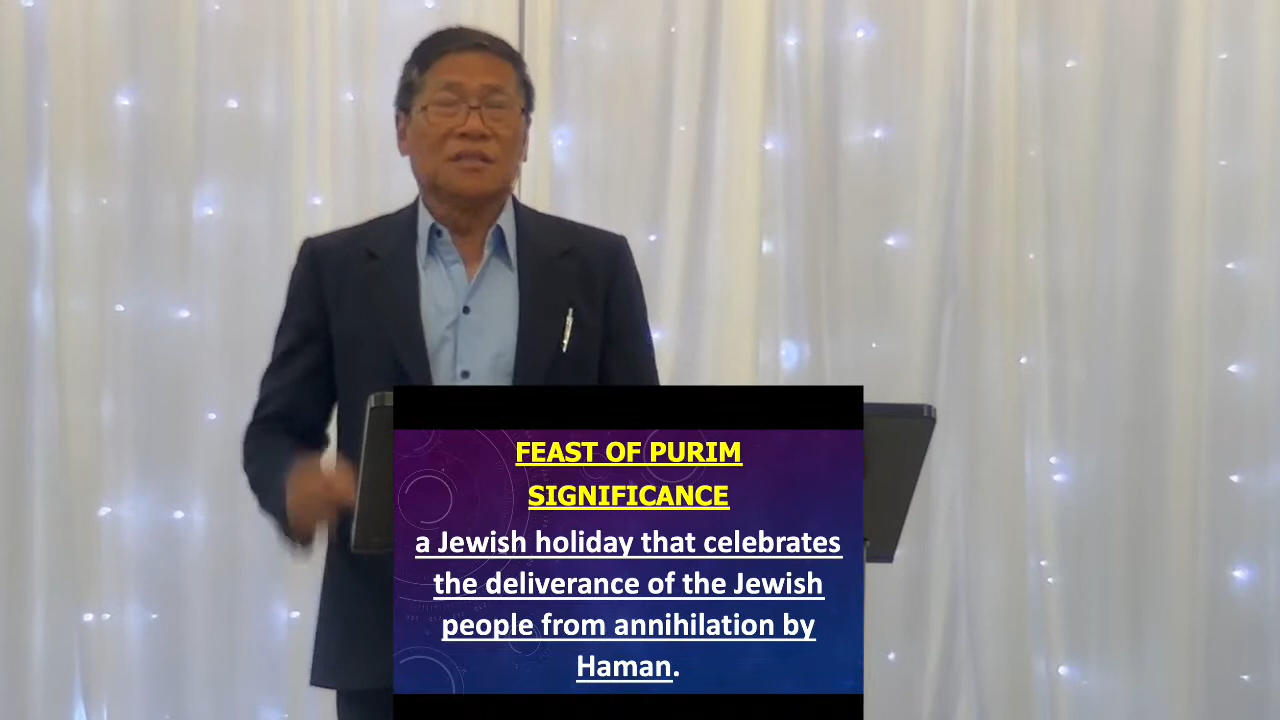 FEAST OF PURIM
SIGNIFICANCE
a Jewish holiday that celebrates
the deliverance of the Jewish
people from annihilation by
Haman.